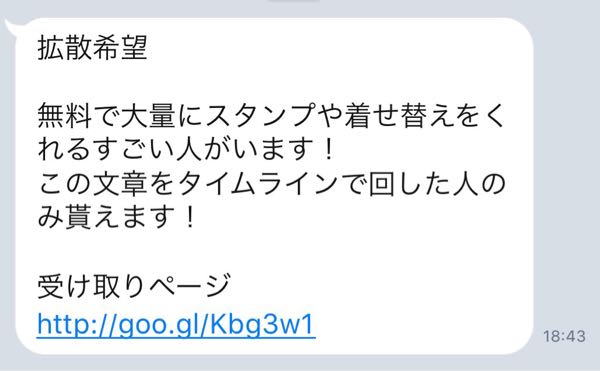 拡散希望
無料で大量にスタンプや着せ替えをく
れるすごい人がいます！
この文章をタイムラインで回した人の
み貰えます！
受け取りページ
http://goo.gl/Kbg3w1
18:43